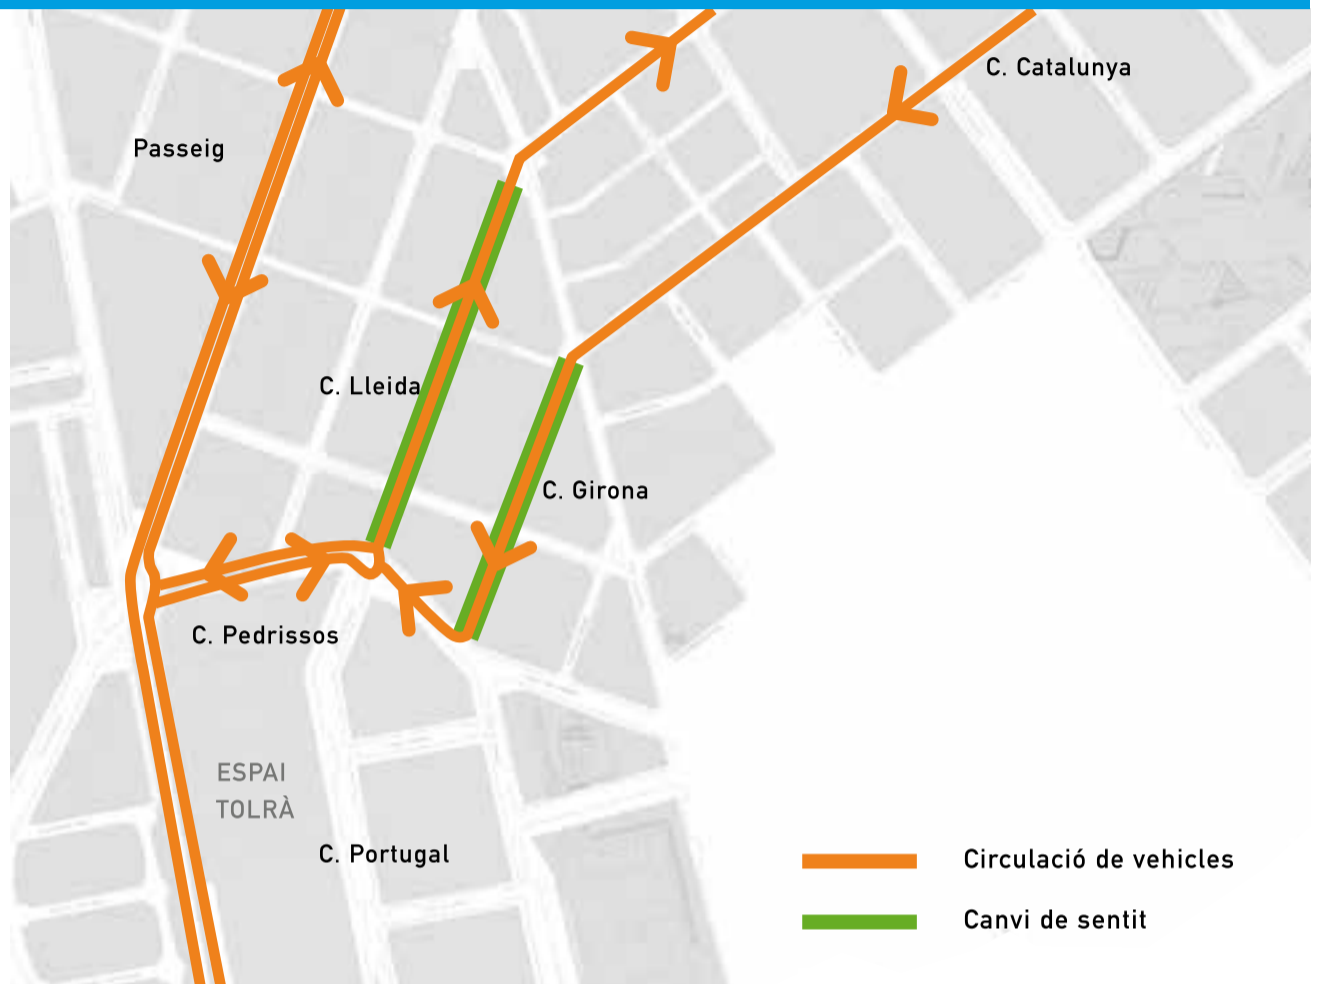 C. Catalunya
Passeig
C. Lleida
C. Girona
C. Pedrissos
ESPAI
TOLRÀ
C. Portugal
Circulació de vehicles
Canvi de sentit